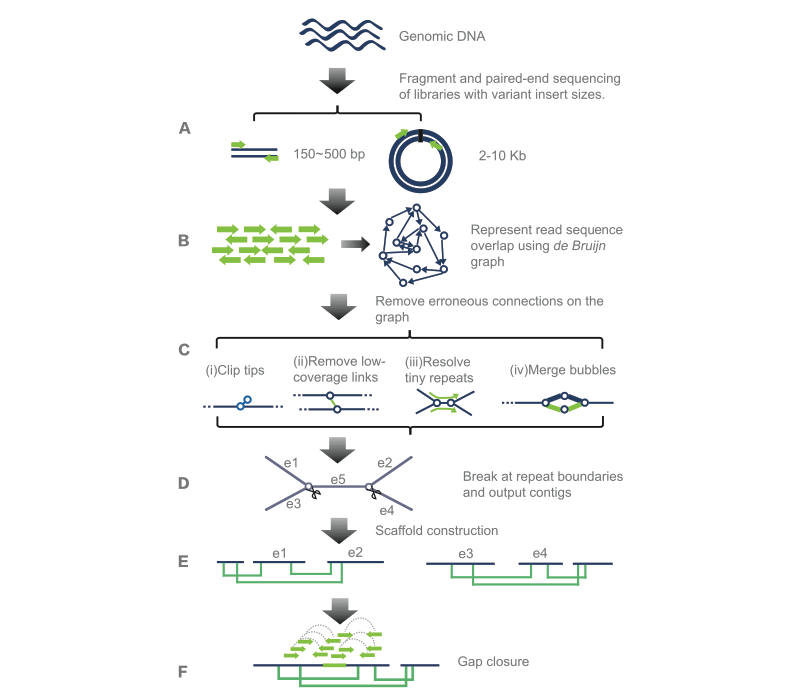 Genomic DNA
Fragment and paired-end sequencing
of libraries with variant insert sizes.
A
150~500 bp
2-10 Kb
B
Represent read sequence
overlap using de Bruijn
graph
Remove erroneous connections on the
graph
C
(i)Clip tips
(ii)Remove low-
coverage links
(iii)Resolve
tiny repeats
(iv)Merge bubbles
D
e1
e2
e5
e3
e4
Break at repeat boundaries
and output contigs
Scaffold construction
E
e1
e2
e3
e4
F
Gap closure